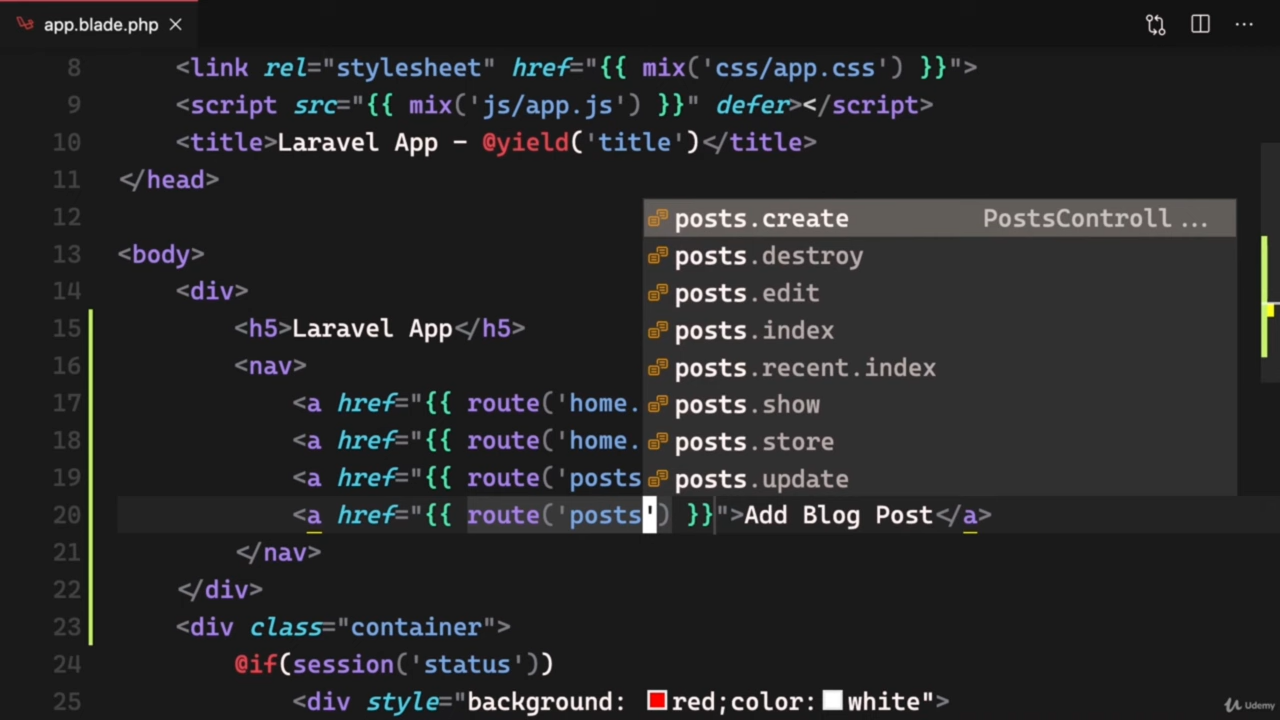 app.blade.php
8 <link rel="stylesheet" href="{{ mix('css/app.css') }}">
9 <script src="{{ mix('js/app.js') }}" defer></script>
10 <title>Laravel App - @yield('title')</title>
11 </head>
12
13 <body>
14 <div>
15 <h5>Laravel App</h5>
16 <nav>
17 <a href="{{ route('home.
18 <a href="{{ route('home.
19 <a href="{{ route('posts
20 <a href="{{ route('posts') }}">Add Blog Post</a>
21 </nav>
22 </div>
23 <div class="container">
24 @if(session('status'))
25 <div style="background: red;color: white">
posts.create PostsControll ...
posts.destroy
posts.edit
posts.index
posts.recent.index
posts.show
posts.store
posts.update
Udemy